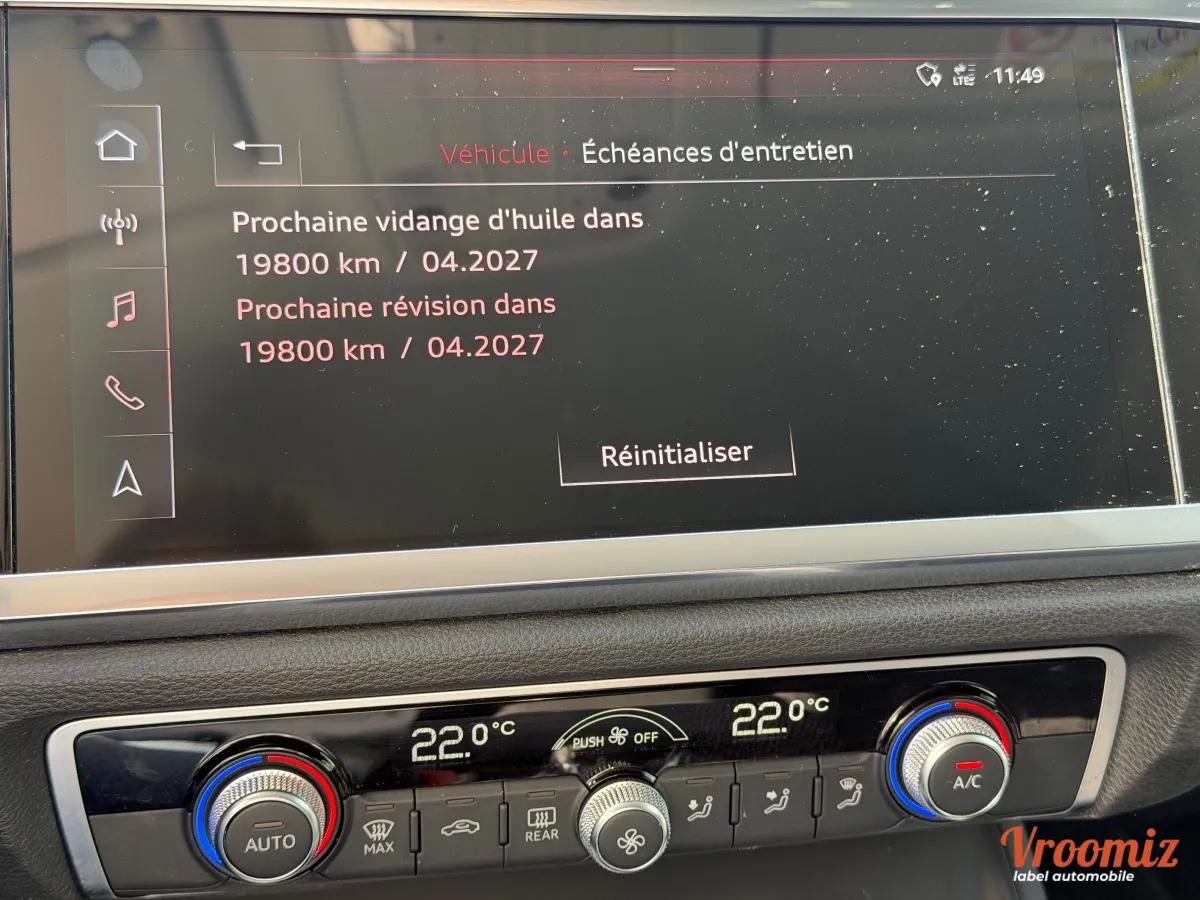 LTE 11:49
Véhicule · Échéances d'entretien
Prochaine vidange d'huile dans
19800 km / 04.2027
Prochaine révision dans
19800 km / 04.2027
Réinitialiser
22.0°C
PUSH OFF
22.0°C
AUTO
MAX
REAR
A/C
Vroomiz
label automobile